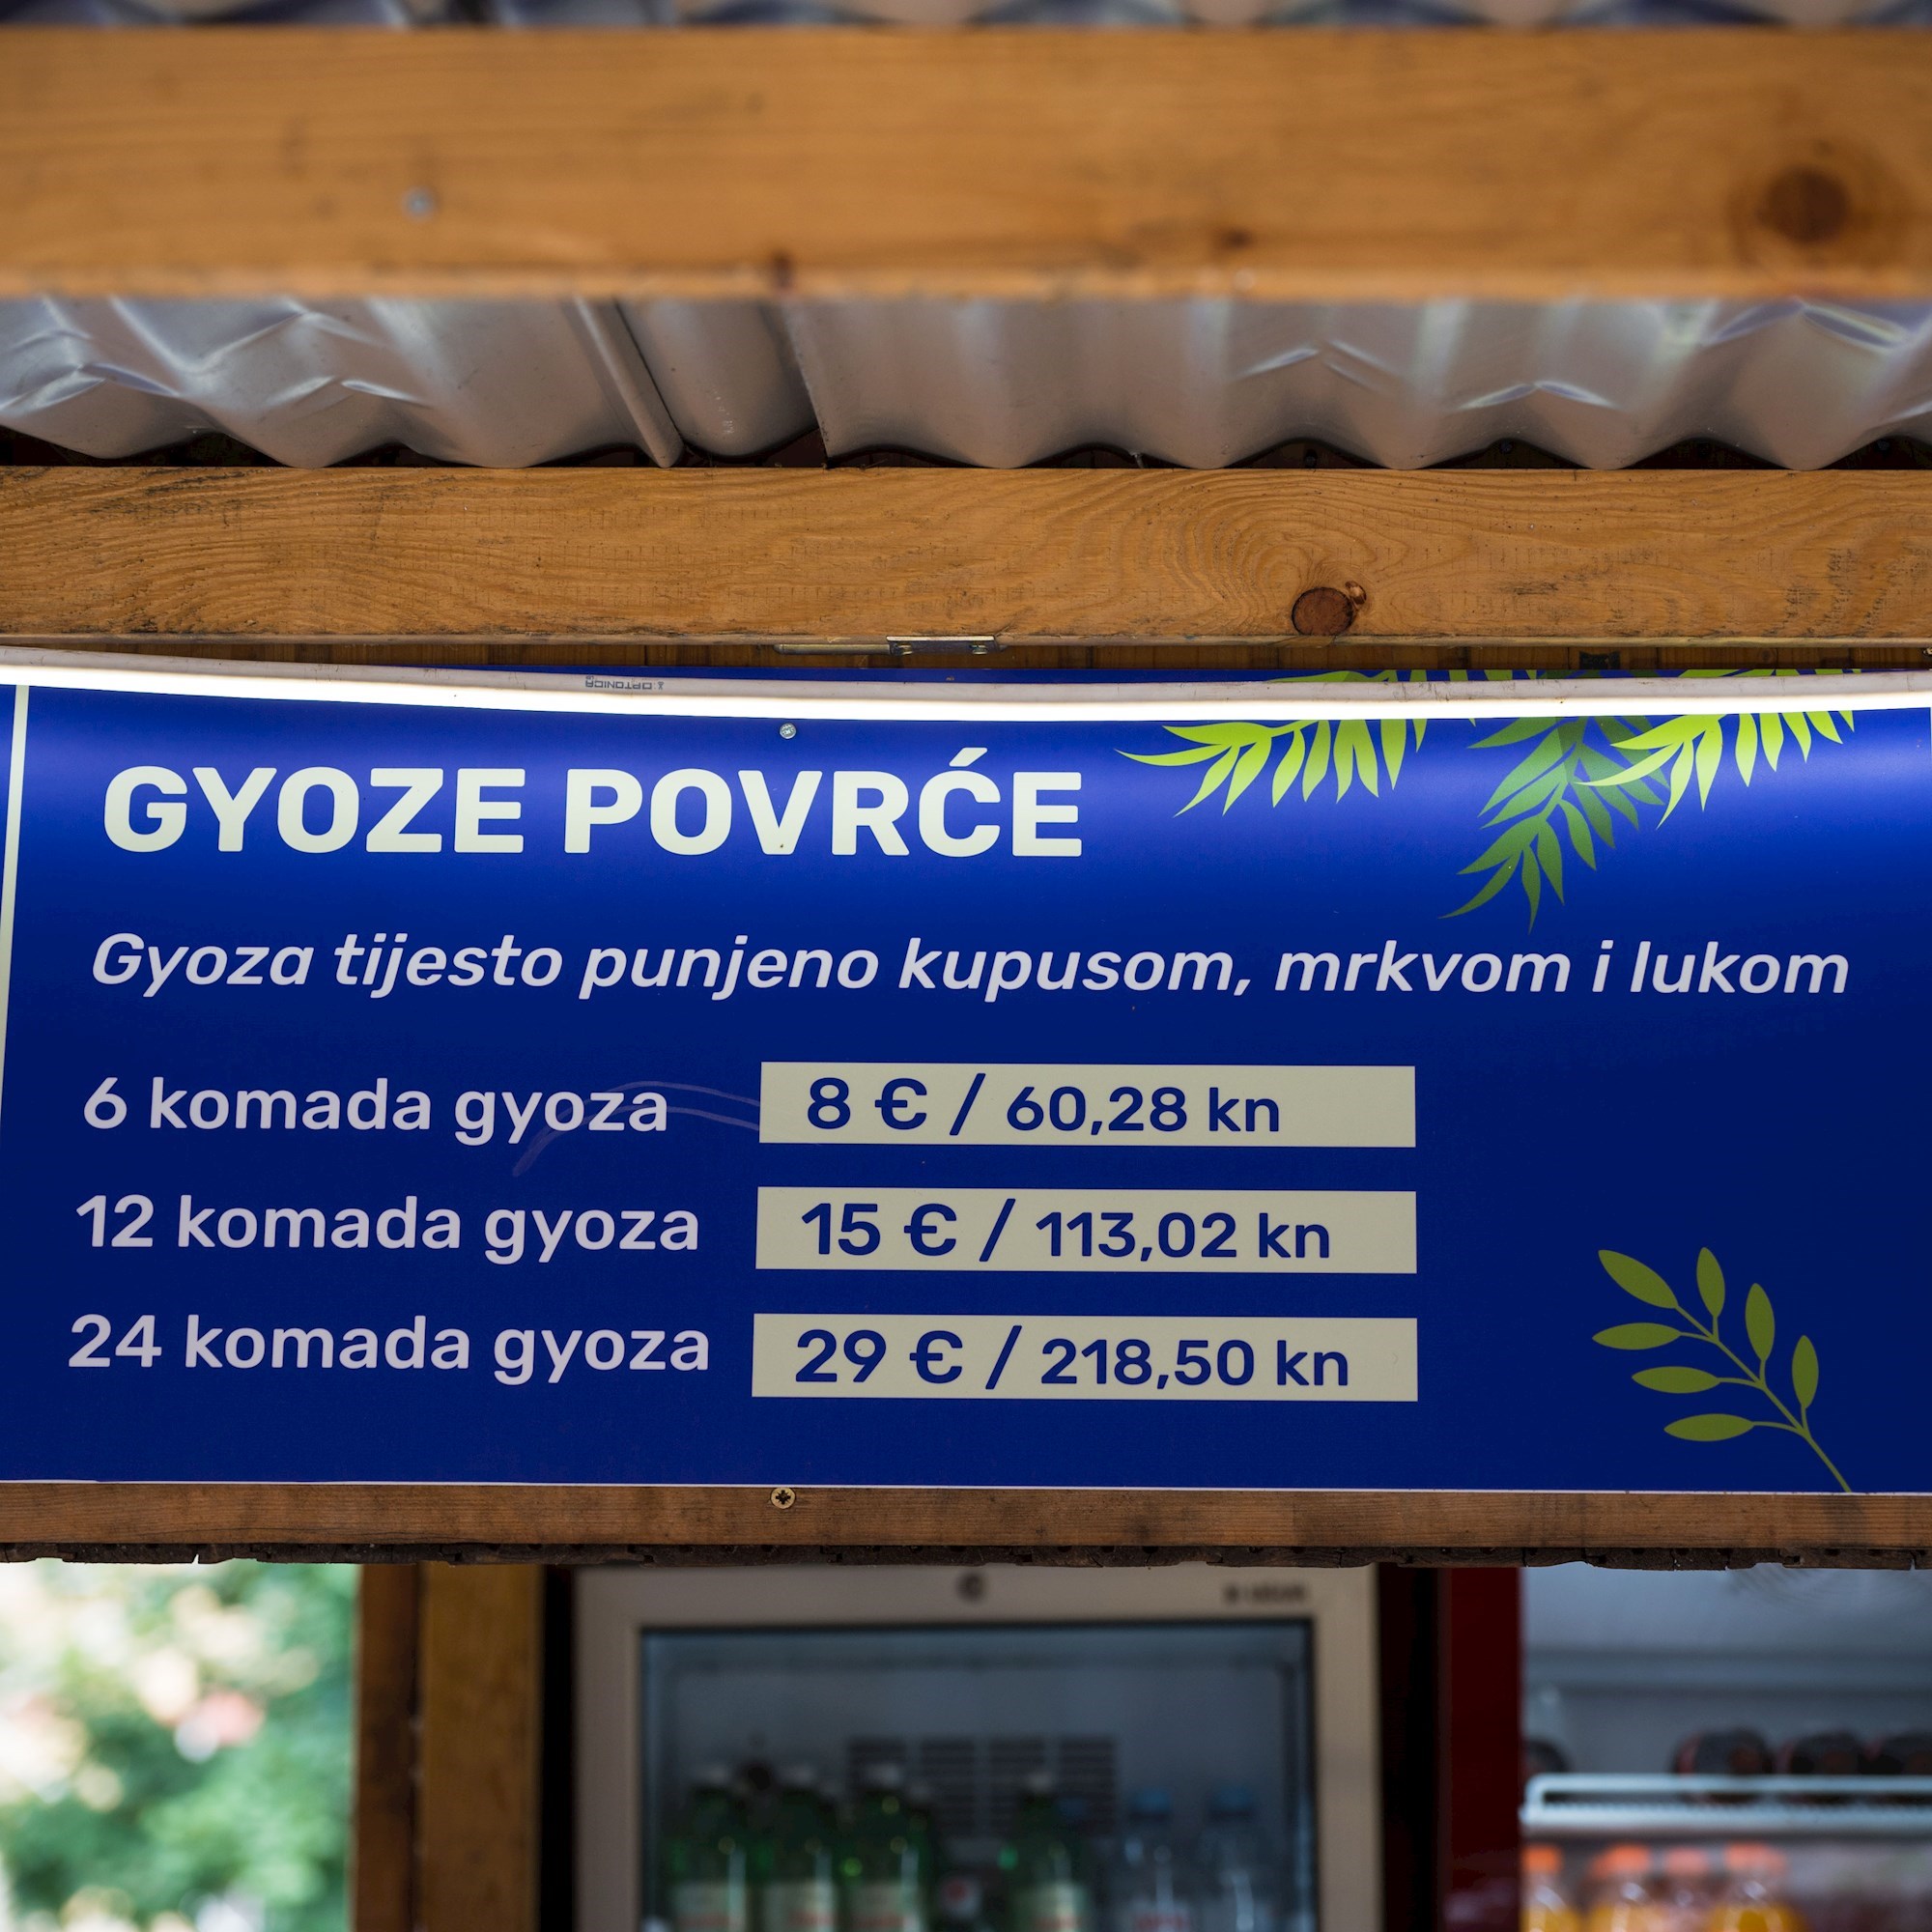 OPTONICA
GYOZE POVRĆE
Gyoza tijesto punjeno kupusom, mrkvom i lukom
6 komada gyoza 8 € / 60,28 kn
12 komada gyoza 15 € / 113,02 kn
24 komada gyoza 29 € / 218,50 kn